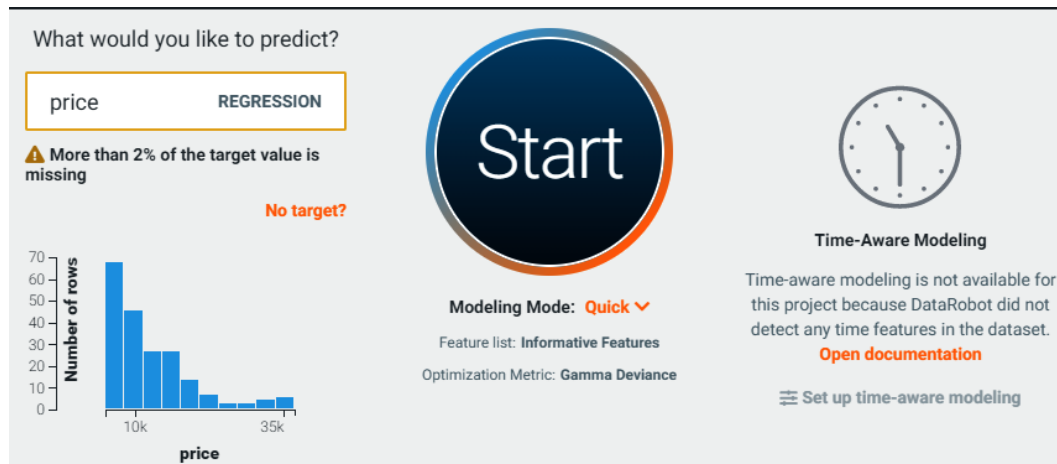 What would you like to predict?
price REGRESSION
More than 2% of the target value is
missing
No target?
70
60
50
40
30
20
10
0
Number of rows
10k 35k
price
Start
Modeling Mode: Quick
Feature list: Informative Features
Optimization Metric: Gamma Deviance
Time-Aware Modeling
Time-aware modeling is not available for
this project because DataRobot did not
detect any time features in the dataset.
Open documentation
Set up time-aware modeling